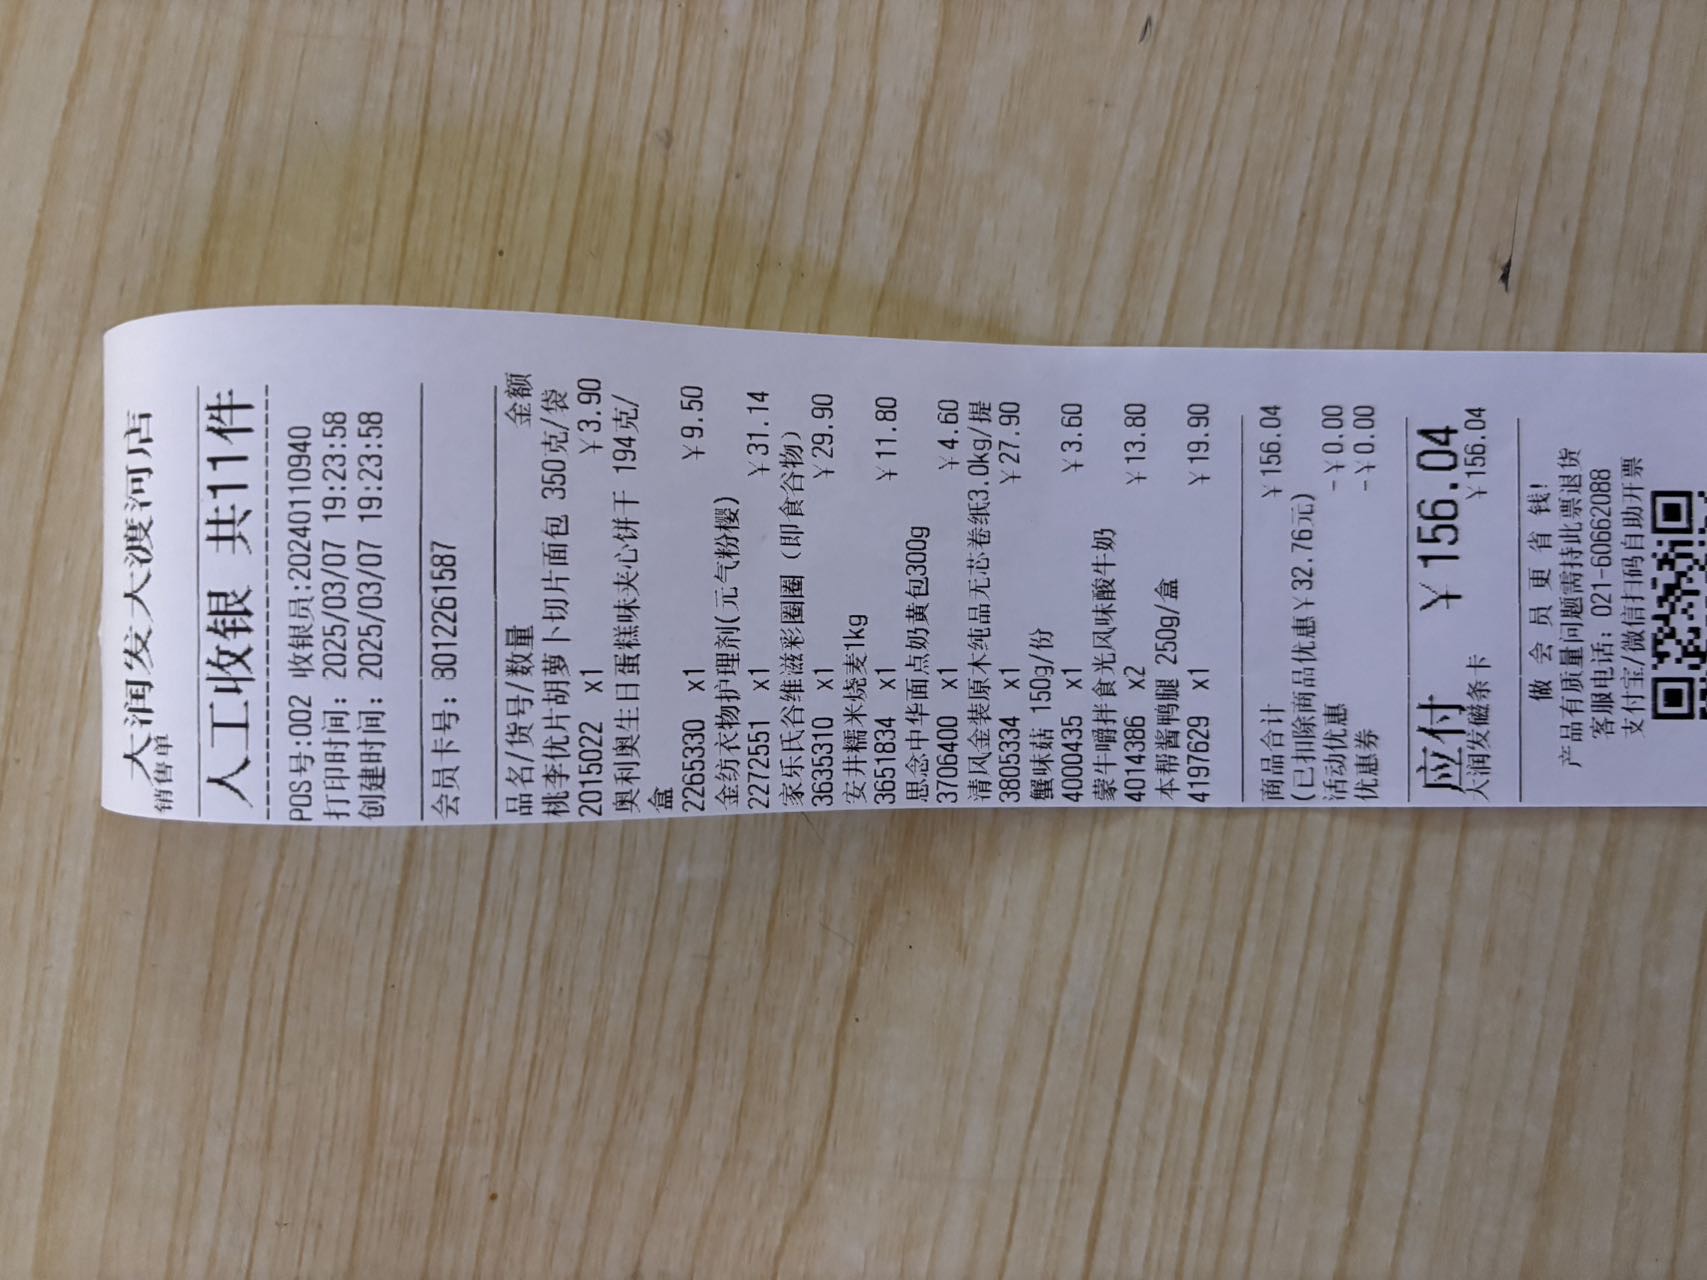 大润发大渡河店
销售单
人工收银 共11件
POS号:002 收银员:202401110940
打印时间: 2025/03/07 19:23:58
创建时间: 2025/03/07 19:23:58
会员卡号: 30122261587
品名/货号/数量 金额
桃李优片胡萝卜切片面包 350克/袋
2015022 x1 ¥3.90
奥利奥生日蛋糕味夹心饼干 194克/
盒
2265330 x1 ¥9.50
金纺衣物护理剂(元气粉樱)
22772551 x1 ¥31.14
家乐氏谷维滋彩圈圈(即食谷物)
3635310 x1 ¥29.90
安井糯米烧麦1kg
3651834 x1 ¥11.80
思念中华面点奶黄包300g
3706400 x1 ¥4.60
清风金装原木纯品无芯卷纸3.0kg/提
3805334 x1 ¥27.90
蟹味菇 150g/份
4000435 x1 ¥3.60
蒙牛嚼拌食光风味酸牛奶
4014386 x2 ¥13.80
本帮酱鸭腿 250g/盒
4197629 x1 ¥19.90
商品合计 ¥156.04
(已扣除商品优惠¥32.76元)
活动优惠 -¥0.00
优惠券 -¥0.00
应付 ¥156.04
大润发磁条卡 ¥156.04
做 会 员 更 省 钱!
产品有质量问题需持此票退货
客服电话: 021-60662088
支付宝/微信扫码自助开票